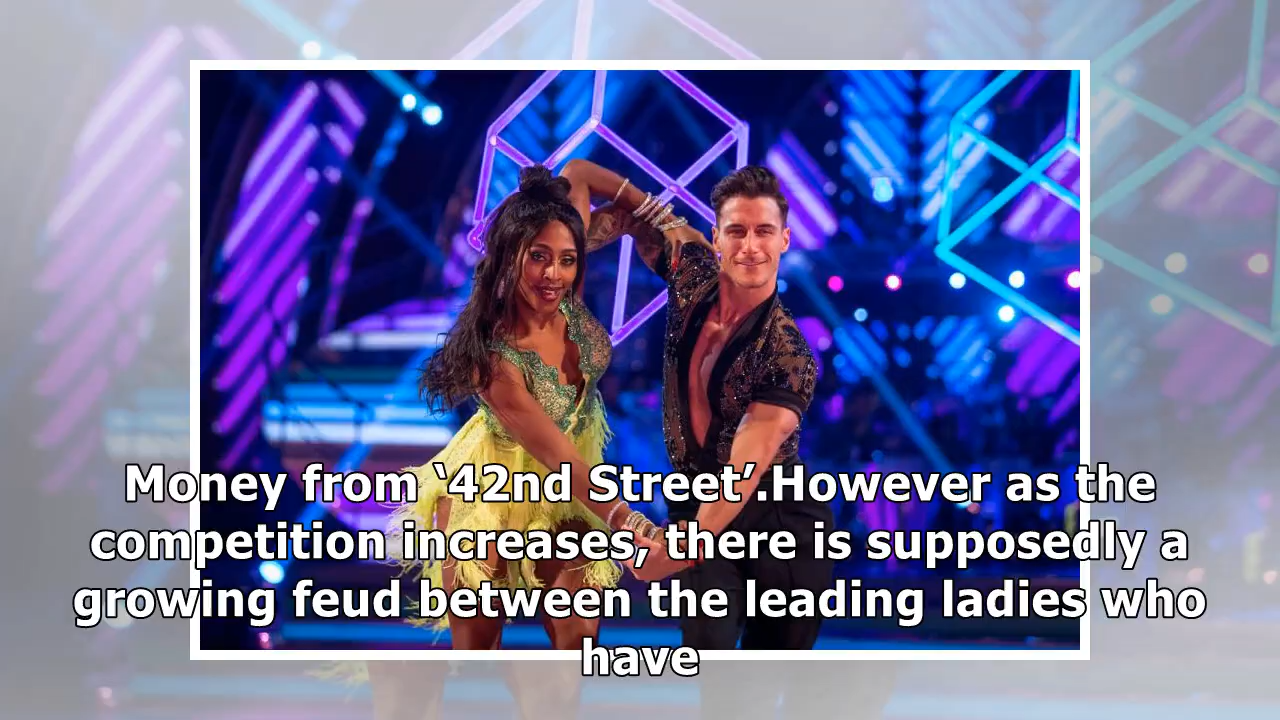 Money from ‘42nd Street’.However as the
competition increases, there is supposedly a
growing feud between the leading ladies who
have